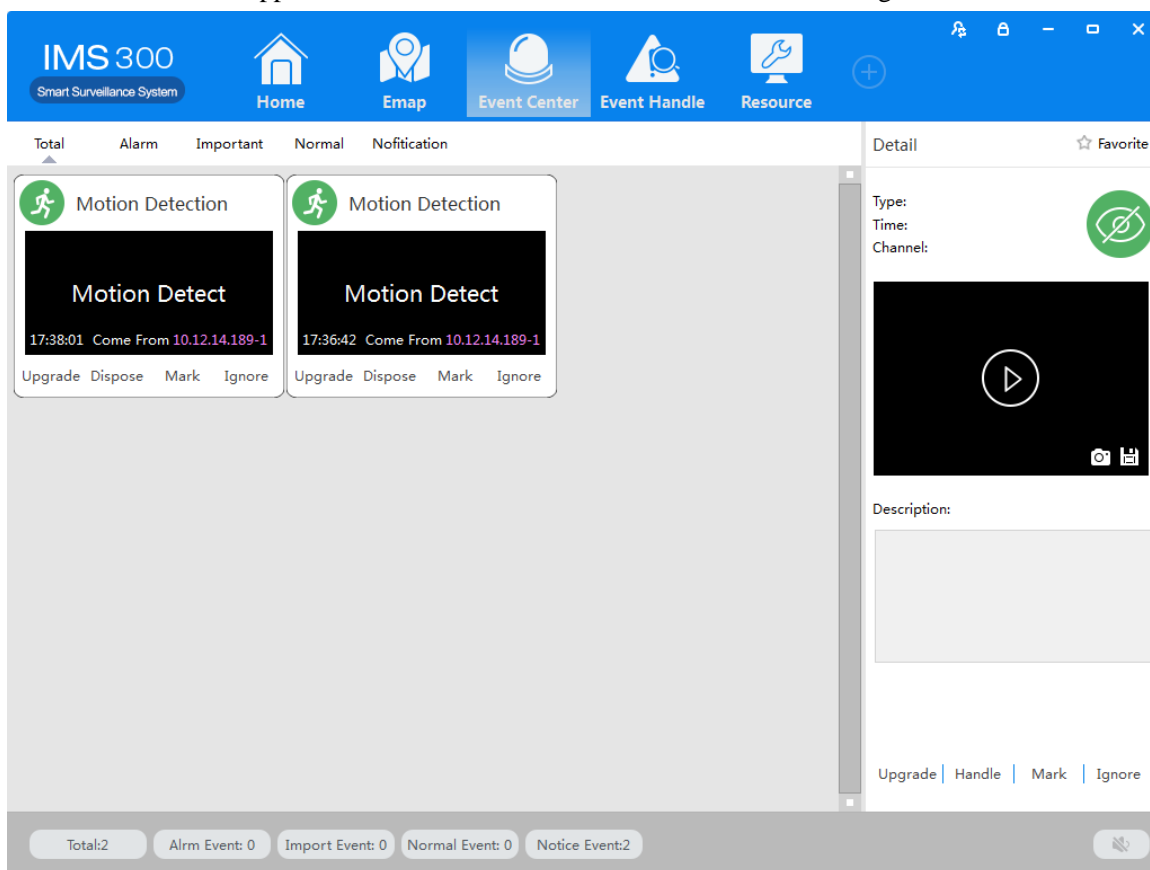 IMS 300
Smart Surveillance System
Home
Emap
Event Center
Event Handle
Resource
Total
Alarm
Important
Normal
Nofitication
Detail
Favorite
Motion Detection
Motion Detect
17:38:01 Come From 10.12.14.189-1
Upgrade Dispose Mark Ignore
Motion Detection
Motion Detect
17:36:42 Come From 10.12.14.189-1
Upgrade Dispose Mark Ignore
Type:
Time:
Channel:
Description:
Upgrade Handle Mark Ignore
Total:2
Alrm Event: 0
Import Event: 0
Normal Event: 0
Notice Event:2